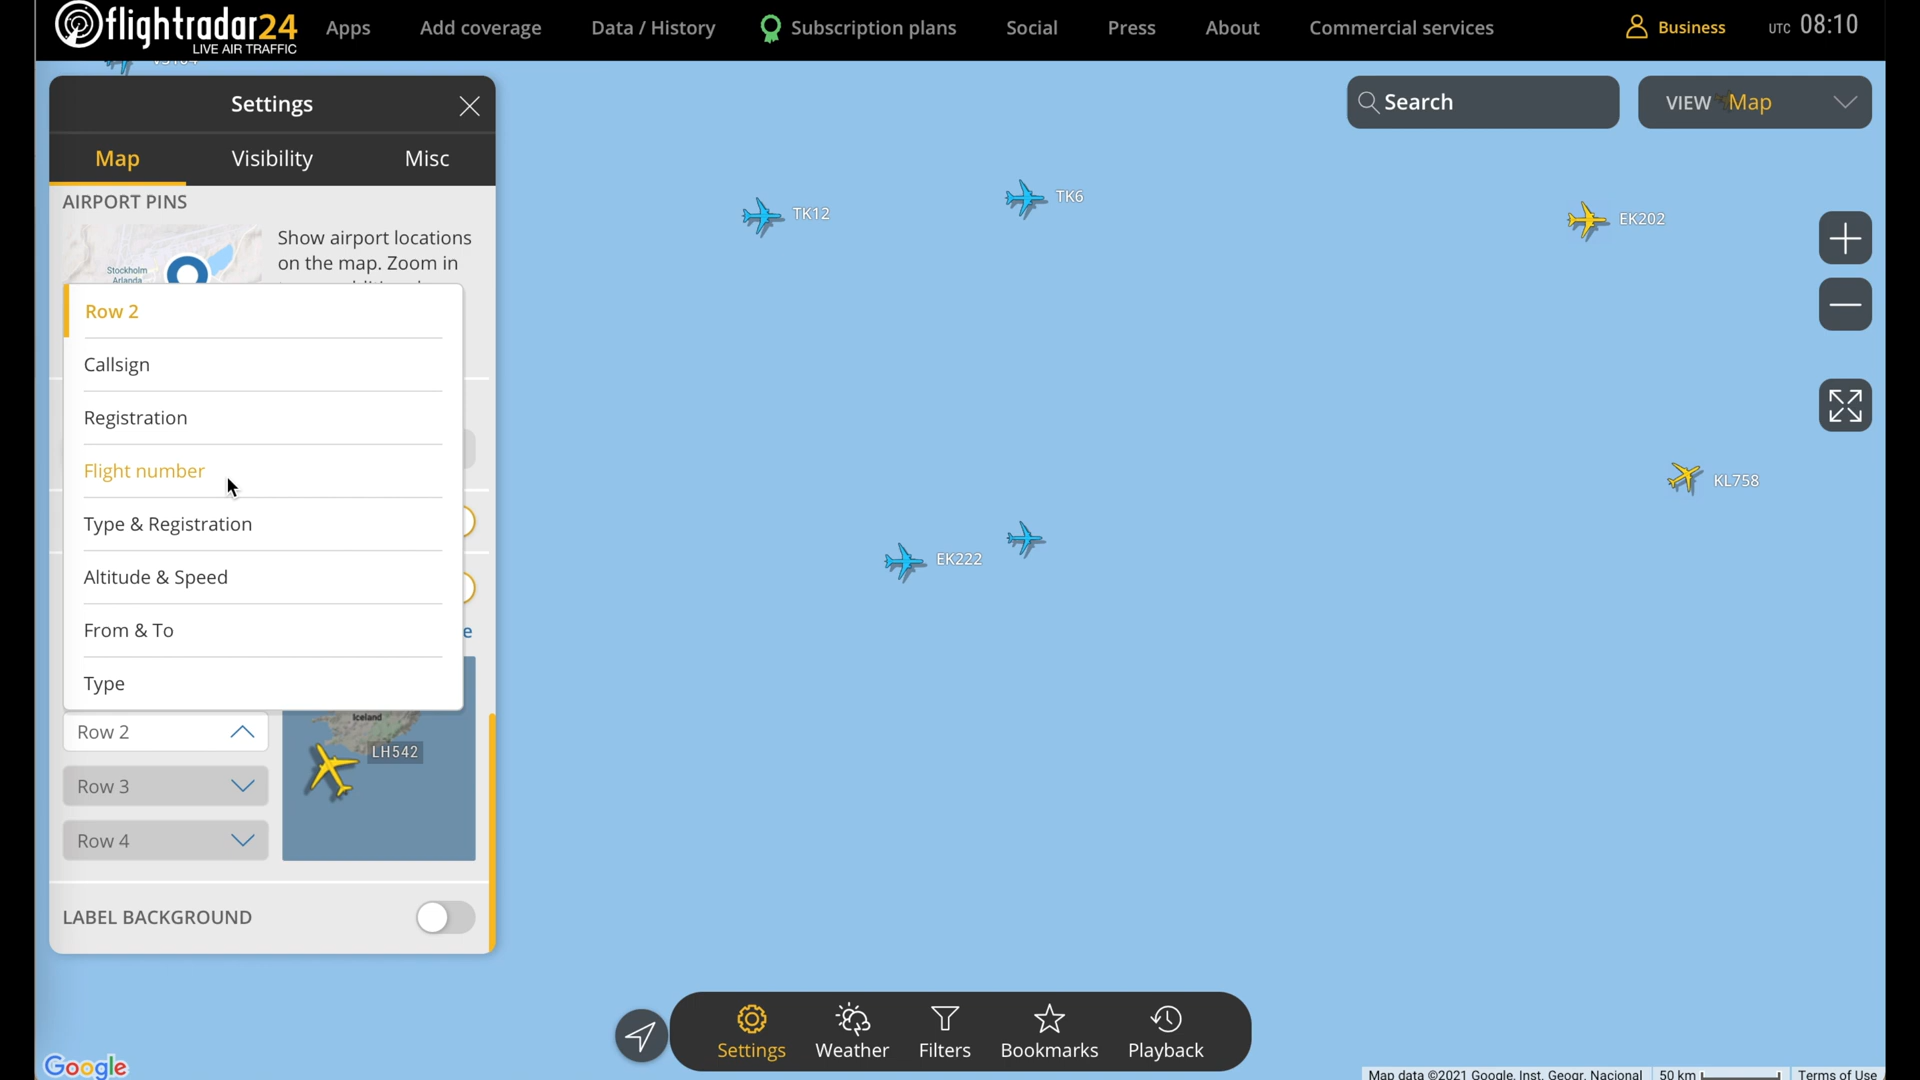 flightradar24
LIVE AIR TRAFFIC
Apps
Add coverage
Data / History
Subscription plans
Social
Press
About
Commercial services
Business
UTC 08:10
Settings
Map
Visibility
Misc
Search
VIEW Map
AIRPORT PINS
Show airport locations
on the map. Zoom in
Stockholm
Arlanda
TK12
TK6
EK202
KL758
EK222
Row 2
Callsign
Registration
Flight number
Type & Registration
Altitude & Speed
From & To
Type
e
Row 2
Row 3
Row 4
Iceland
LH542
LABEL BACKGROUND
Settings
Weather
Filters
Bookmarks
Playback
Google
Map data ©2021 Google, Inst. Geogr. Nacional
50 km
Terms of Use